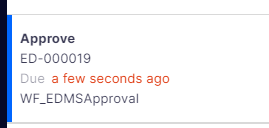 Approve
ED-000019
Due a few seconds ago
WF_EDMSApproval